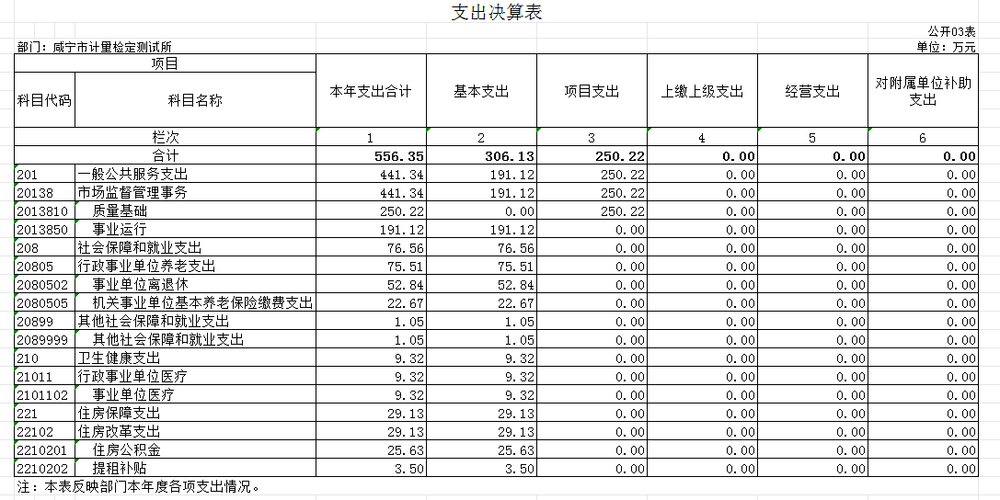 支出决算表
公开03表
部门：咸宁市计量检定测试所 单位：万元
项目 本年支出合计 基本支出 项目支出 上缴上级支出 经营支出 对附属单位补助支出
科目代码 科目名称
栏次 1 2 3 4 5 6
合计 556.35 306.13 250.22 0.00 0.00 0.00
201 一般公共服务支出 441.34 191.12 250.22 0.00 0.00 0.00
20138 市场监督管理事务 441.34 191.12 250.22 0.00 0.00 0.00
2013810 质量基础 250.22 0.00 250.22 0.00 0.00 0.00
2013850 事业运行 191.12 191.12 0.00 0.00 0.00 0.00
208 社会保障和就业支出 76.56 76.56 0.00 0.00 0.00 0.00
20805 行政事业单位养老支出 75.51 75.51 0.00 0.00 0.00 0.00
2080502 事业单位离退休 52.84 52.84 0.00 0.00 0.00 0.00
2080505 机关事业单位基本养老保险缴费支出 22.67 22.67 0.00 0.00 0.00 0.00
20899 其他社会保障和就业支出 1.05 1.05 0.00 0.00 0.00 0.00
2089999 其他社会保障和就业支出 1.05 1.05 0.00 0.00 0.00 0.00
210 卫生健康支出 9.32 9.32 0.00 0.00 0.00 0.00
21011 行政事业单位医疗 9.32 9.32 0.00 0.00 0.00 0.00
2101102 事业单位医疗 9.32 9.32 0.00 0.00 0.00 0.00
221 住房保障支出 29.13 29.13 0.00 0.00 0.00 0.00
22102 住房改革支出 29.13 29.13 0.00 0.00 0.00 0.00
2210201 住房公积金 25.63 25.63 0.00 0.00 0.00 0.00
2210202 提租补贴 3.50 3.50 0.00 0.00 0.00 0.00
注：本表反映部门本年度各项支出情况。